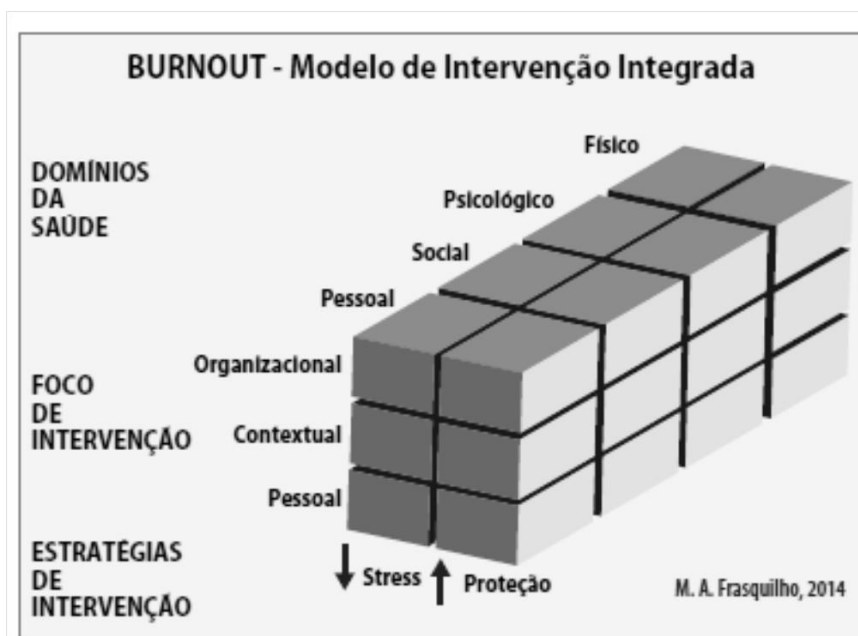 BURNOUT - Modelo de Intervenção Integrada
DOMÍNIOS
DA
SAÚDE
Físico
Psicológico
Social
Pessoal
FOCO
DE
INTERVENÇÃO
Organizacional
Contextual
Pessoal
ESTRATÉGIAS
DE
INTERVENÇÃO
Stress
Proteção
M. A. Frasquilho, 2014